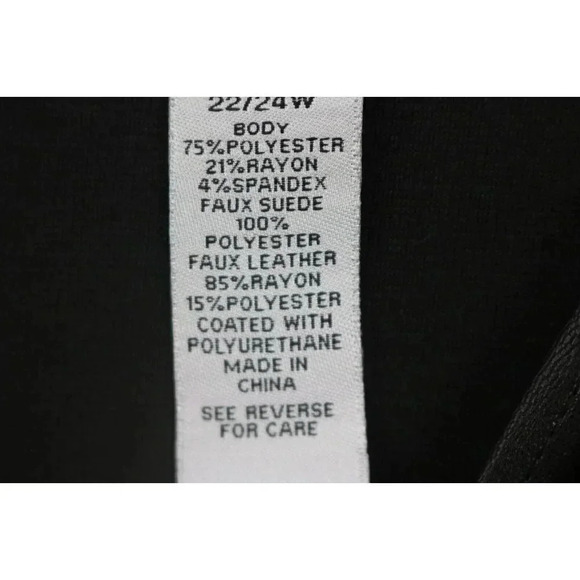 22/24W
BODY
75%POLYESTER
21%RAYON
4%SPANDEX
FAUX SUEDE
100%
POLYESTER
FAUX LEATHER
85%RAYON
15%POLYESTER
COATED WITH
POLYURETHANE
MADE IN
CHINA
SEE REVERSE
FOR CARE